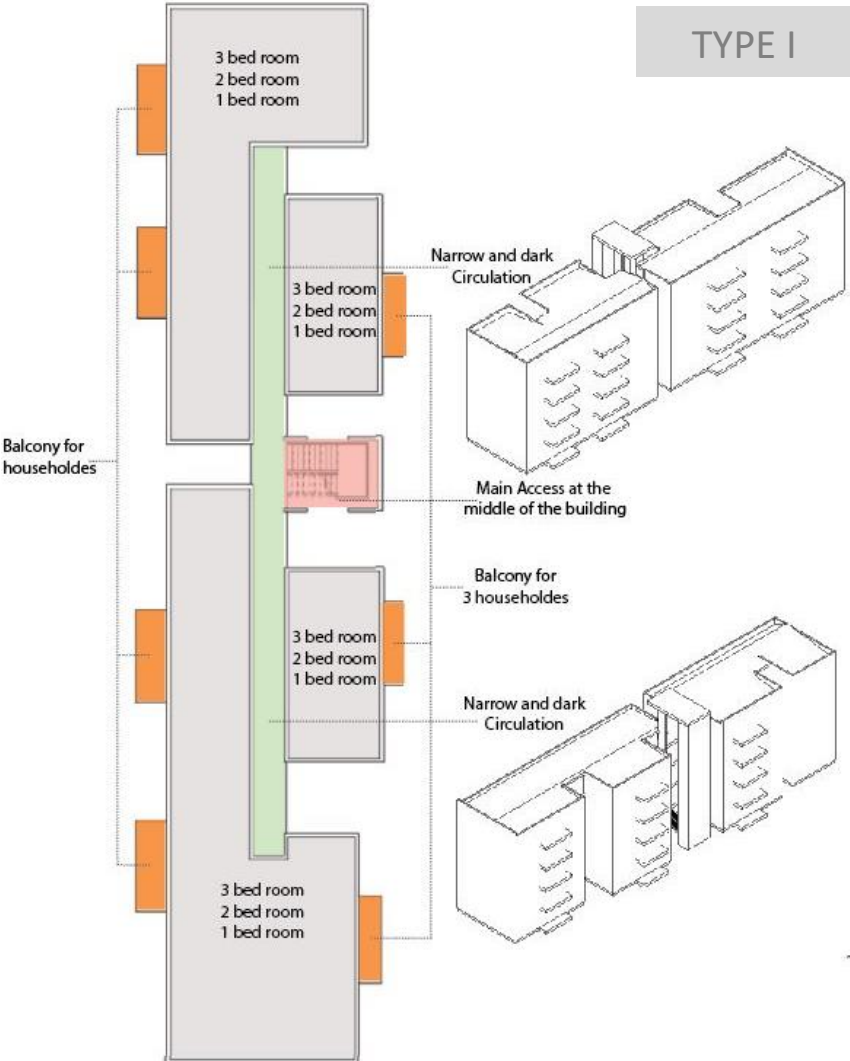 TYPE I
3 bed room
2 bed room
1 bed room
Narrow and dark
Circulation
3 bed room
2 bed room
1 bed room
Balcony for
householdes
Main Access at the
middle of the building
Balcony for
3 householdes
3 bed room
2 bed room
1 bed room
Narrow and dark
Circulation
3 bed room
2 bed room
1 bed room